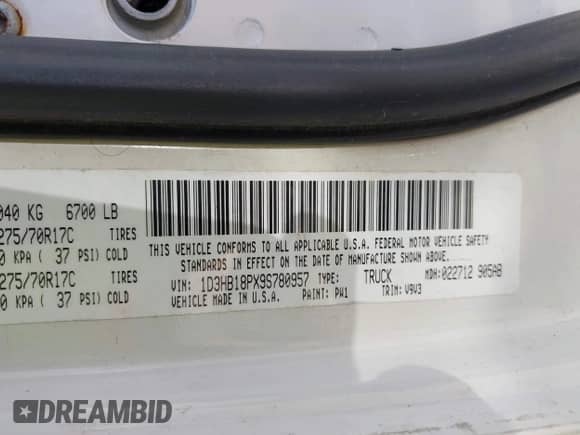 040 KG 6700 LB
275/70R17C TIRES
0 KPA ( 37 PSI) COLD
275/70R17C TIRES
0 KPA ( 37 PSI) COLD
THIS VEHICLE CONFORMS TO ALL APPLICABLE U.S.A. FEDERAL MOTOR VEHICLE SAFETY
STANDARDS IN EFFECT ON THE DATE OF MANUFACTURE SHOWN ABOVE.
VIN: 1D3HB18PX9S780957 TYPE: TRUCK MDH: 022712 905AB
VEHICLE MADE IN U.S.A. PAINT: PW1 TRIM: V9V3
DREAMBID